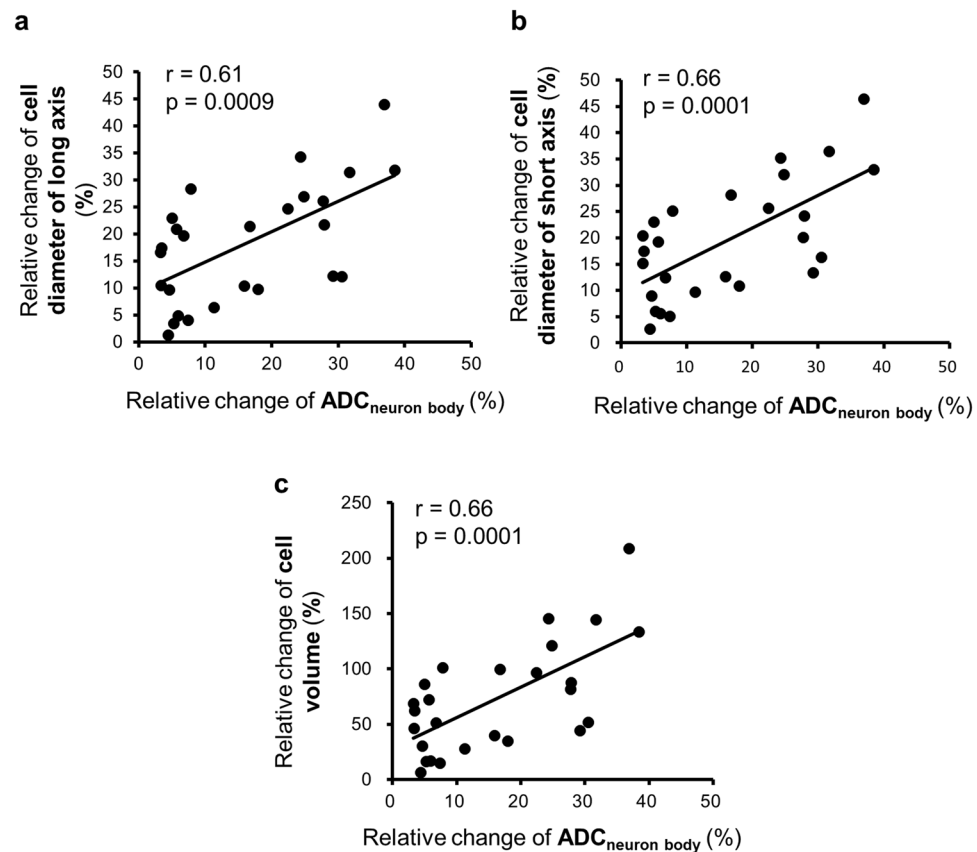 a
r = 0.61
p = 0.0009
Relative change of cell
diameter of long axis
(%)
50
45
40
35
30
25
20
15
10
5
0
0 10 20 30 40 50
Relative change of ADCneuron body (%)
b
r = 0.66
p = 0.0001
Relative change of cell
diameter of short axis (%)
50
45
40
35
30
25
20
15
10
5
0
0 10 20 30 40 50
Relative change of ADCneuron body (%)
c
r = 0.66
p = 0.0001
Relative change of cell
volume (%)
250
200
150
100
50
0
0 10 20 30 40 50
Relative change of ADCneuron body (%)